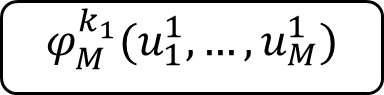 φ_M^{k_1}(u_1^1, ..., u_M^1)